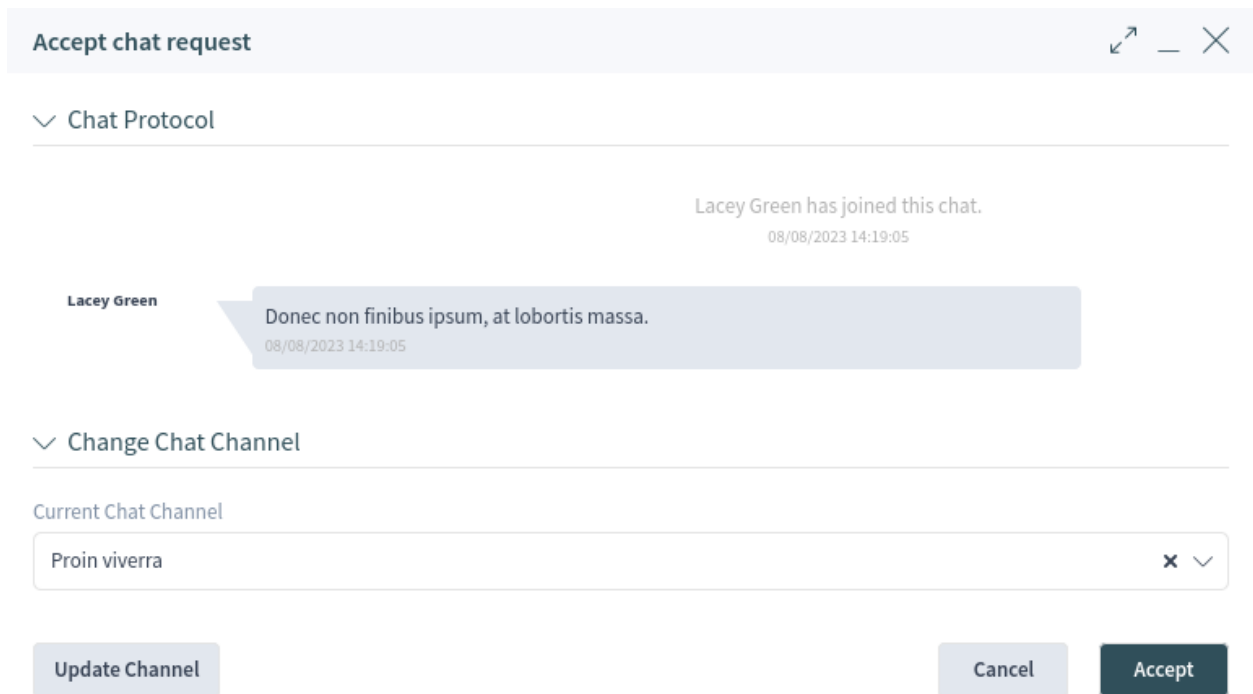 Accept chat request
Chat Protocol
Lacey Green has joined this chat.
08/08/2023 14:19:05
Lacey Green
Donec non finibus ipsum, at lobortis massa.
08/08/2023 14:19:05
Change Chat Channel
Current Chat Channel
Proin viverra
Update Channel
Cancel
Accept